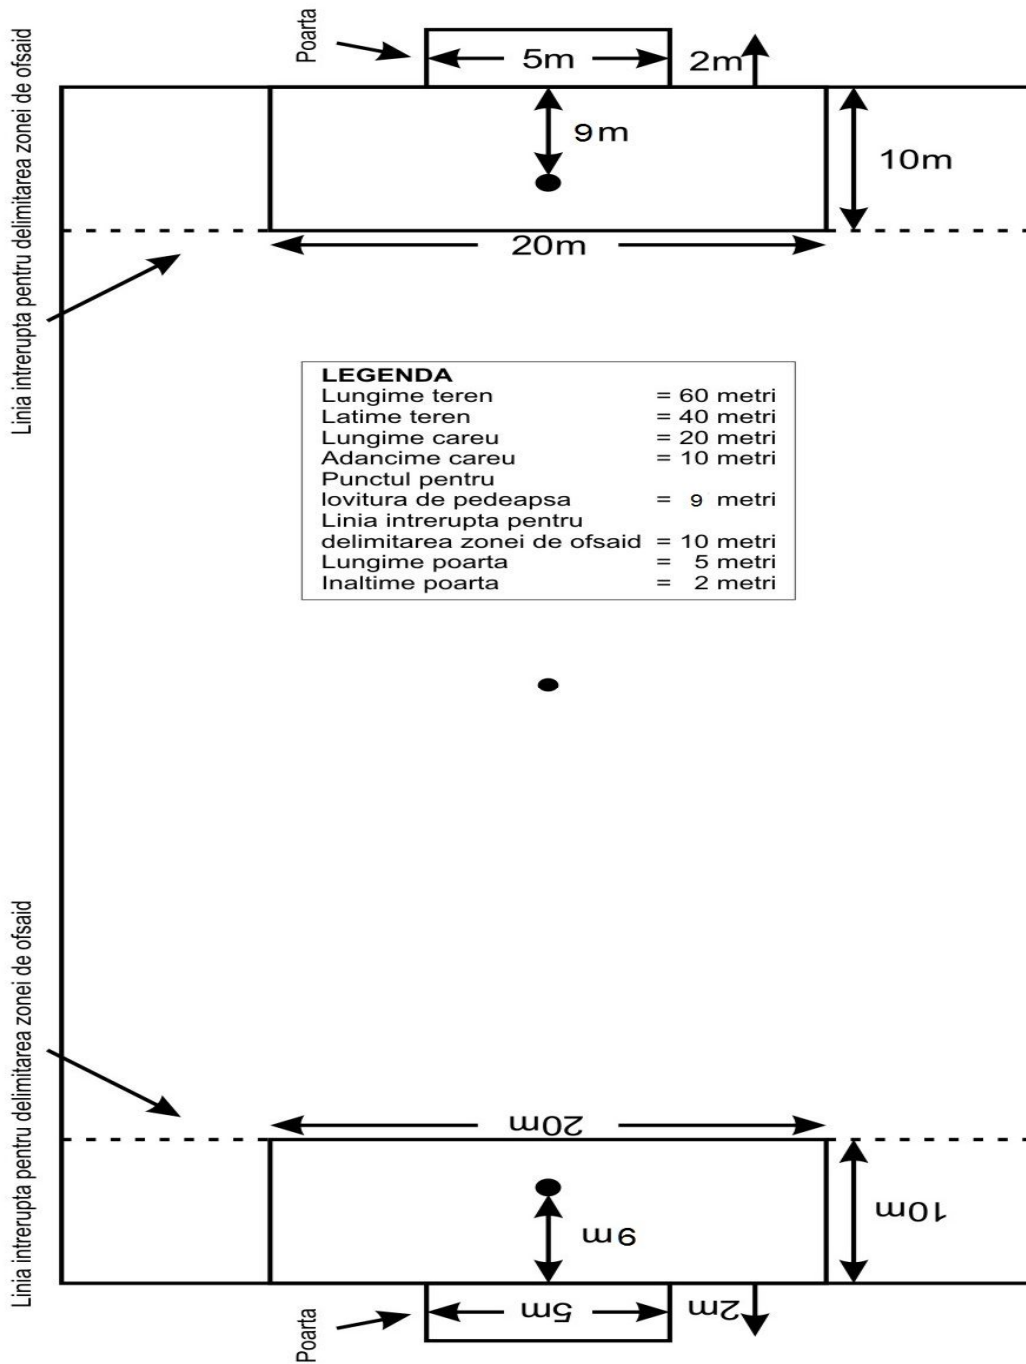 Poarta
5m
2m
9m
10m
20m
Linia intrerupta pentru delimitarea zonei de ofsaid
LEGENDA
Lungime teren = 60 metri
Latime teren = 40 metri
Lungime careu = 20 metri
Adancime careu = 10 metri
Punctul pentru
lovitura de pedeapsa = 9 metri
Linia intrerupta pentru
delimitarea zonei de ofsaid = 10 metri
Lungime poarta = 5 metri
Inaltime poarta = 2 metri
Linia intrerupta pentru delimitarea zonei de ofsaid
20m
10m
9m
5m
2m
Poarta